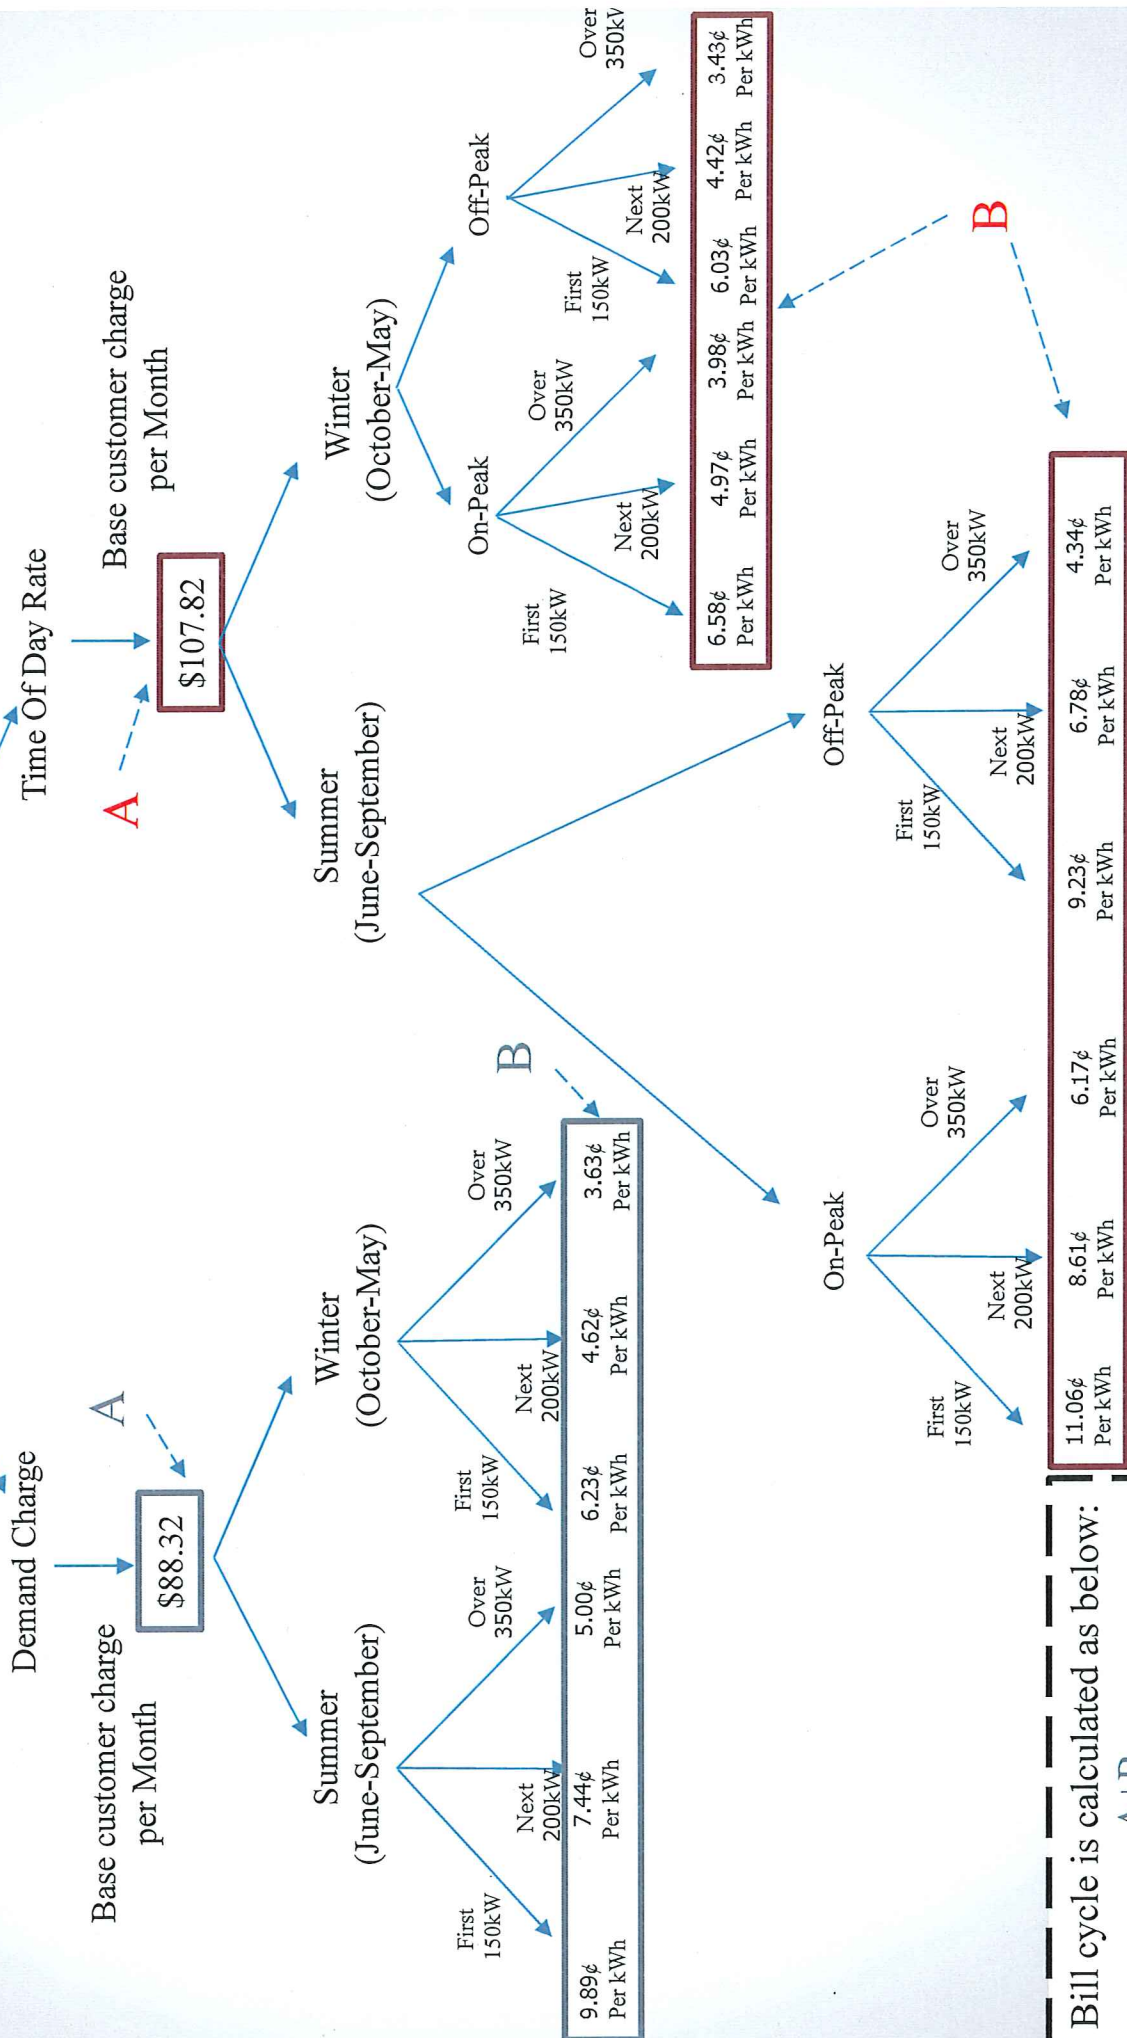 Demand Charge
Base customer charge
per Month
$88.32
A
Summer
(June-September)
Winter
(October-May)
First
150kW
Next
200kW
Over
350kW
First
150kW
Next
200kW
Over
350kW
9.89¢
Per kWh
7.44¢
Per kWh
5.00¢
Per kWh
6.23¢
Per kWh
4.62¢
Per kWh
3.63¢
Per kWh
B
Time Of Day Rate
A
Base customer charge
per Month
$107.82
Summer
(June-September)
Winter
(October-May)
On-Peak
Off-Peak
First
150kW
Next
200kW
Over
350kW
First
150kW
Next
200kW
Over
6.58¢
Per kWh
4.97¢
Per kWh
3.98¢
Per kWh
6.03¢
Per kWh
4.42¢
Per kWh
3.43¢
Per kWh
B
On-Peak
Off-Peak
First
150kW
Next
200kW
Over
350kW
First
150kW
Next
200kW
Over
350kW
11.06¢
Per kWh
8.61¢
Per kWh
6.17¢
Per kWh
9.23¢
Per kWh
6.78¢
Per kWh
4.34¢
Per kWh
Bill cycle is calculated as below: